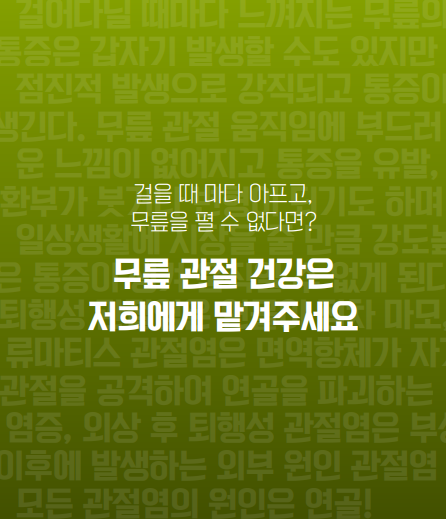 걸어다닐 때마다 느껴지는 무릎의
통증은 갑자기 발생할 수도 있지만
점진적 발생으로 강직되고 통증이
생긴다. 무릎 관절 움직임에 부드러
운 느낌이 없어지고 통증을 유발,
걸을 때 마다 아프고,
무릎을 펼 수 없다면?
무릎 관절 건강은
저희에게 맡겨주세요
류마티스 관절염은 면역항체가 자
관절을 공격하여 연골을 파괴하는
염증, 외상 후 퇴행성 관절염은 부상
이후에 발생하는 외부 원인 관절염
모든 관절염의 원인은 연골!